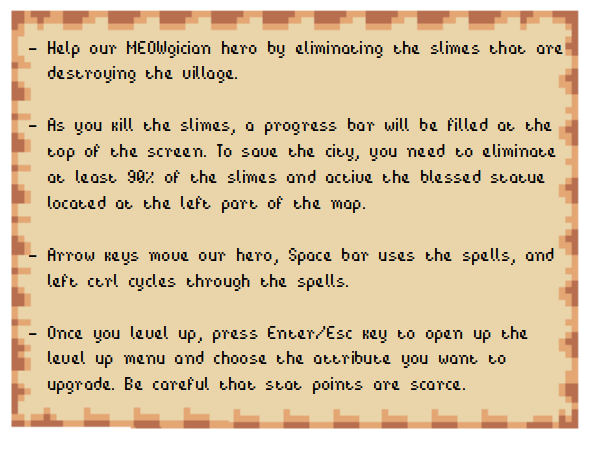 - Help our MEOWgician hero by eliminating the slimes that are
destroying the village.
- As you kill the slimes, a progress bar will be filled at the
top of the screen. To save the city, you need to eliminate
at least 90% of the slimes and active the blessed statue
located at the left part of the map.
- Arrow keys move our hero, Space bar uses the spells, and
left ctrl cycles through the spells.
- Once you level up, press Enter/Esc key to open up the
level up menu and choose the attribute you want to
upgrade. Be careful that stat points are scarce.